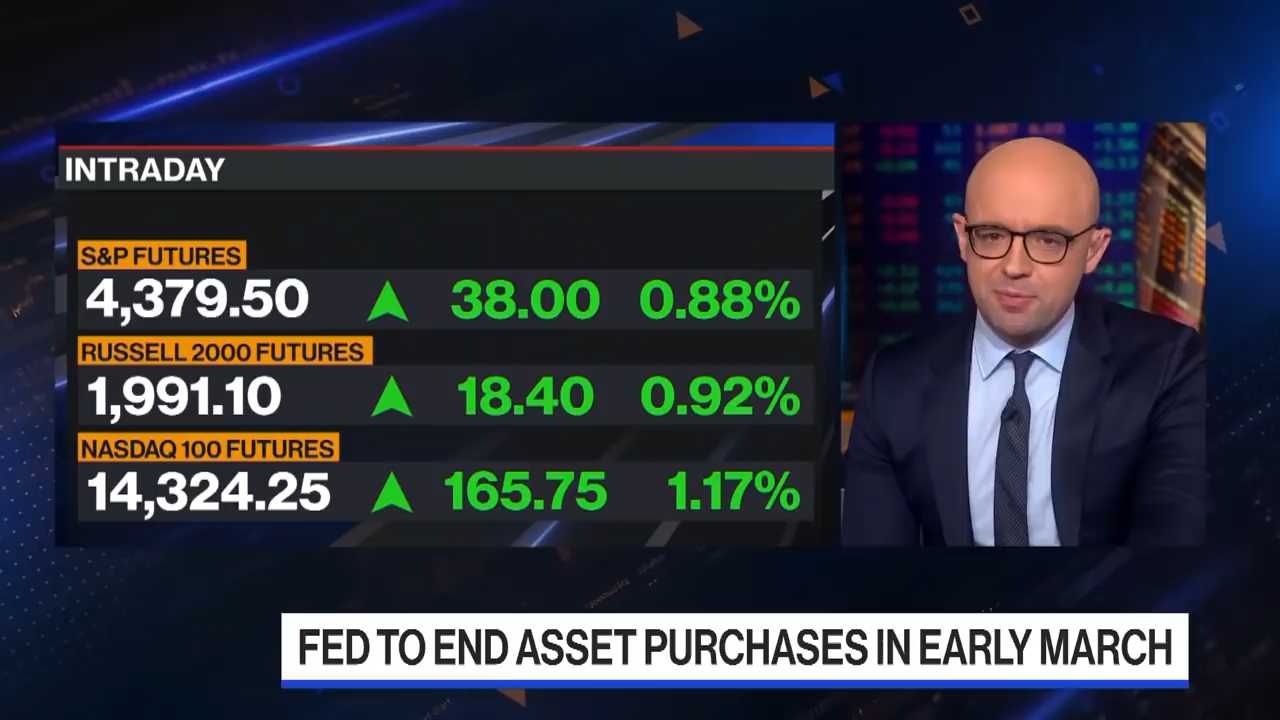 INTRADAY
S&P FUTURES
4,379.50 ▲ 38.00 0.88%
RUSSELL 2000 FUTURES
1,991.10 ▲ 18.40 0.92%
NASDAQ 100 FUTURES
14,324.25 ▲ 165.75 1.17%
FED TO END ASSET PURCHASES IN EARLY MARCH